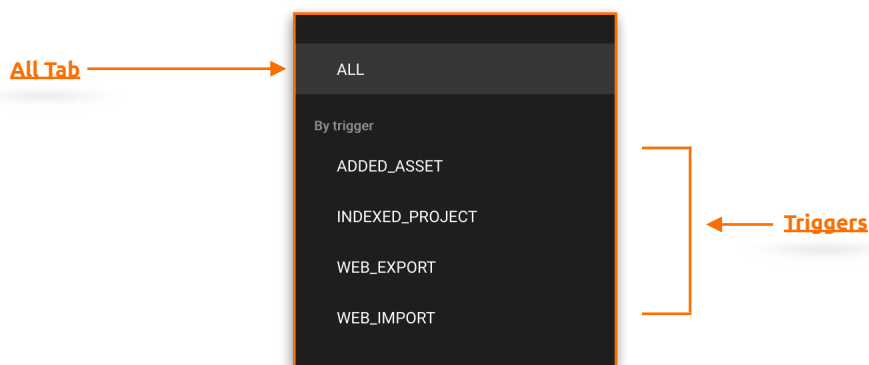 All Tab
ALL
By trigger
ADDED_ASSET
INDEXED_PROJECT
WEB_EXPORT
WEB_IMPORT
Triggers